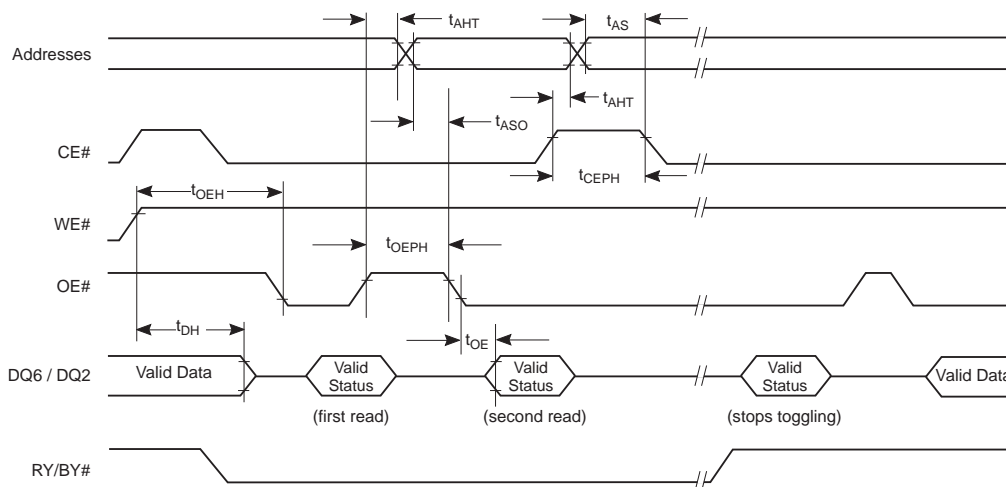 tAHT
tAS
Addresses
tAHT
tASO
CE#
tCEPH
tOEH
WE#
tOEPH
OE#
tDH
tOE
DQ6 / DQ2
Valid Data
Valid
Status
Valid
Status
Valid
Status
Valid Data
(first read)
(second read)
(stops toggling)
RY/BY#